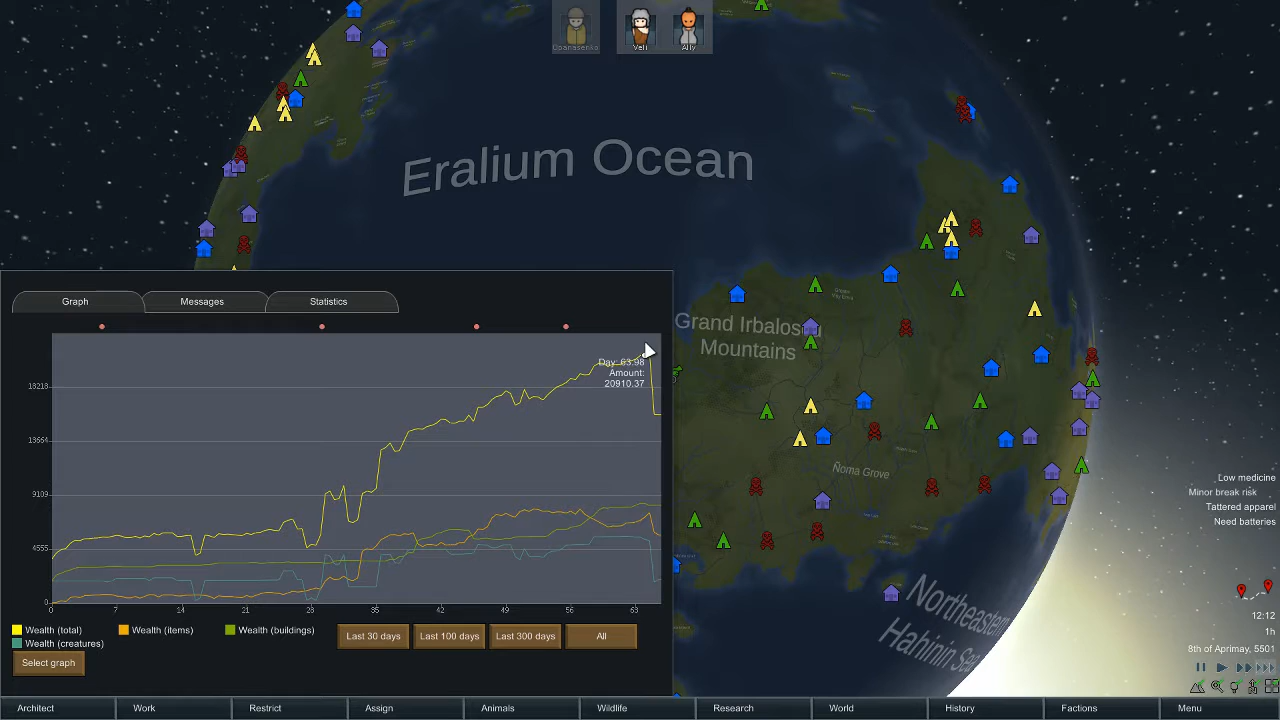 Opanasenko
Veli
Ally
Eralium Ocean
Grand Irbalosu
Mountains
Ñoma Grove
Northeastern
Hahinin Sea
Graph
Messages
Statistics
Day: 63.98
Amount:
20910.37
18218
13664
9109
4555
0
0 7 14 21 28 35 42 49 56 63
Wealth (total)
Wealth (items)
Wealth (buildings)
Wealth (creatures)
Last 30 days
Last 100 days
Last 300 days
All
Select graph
Low medicine
Minor break risk
Tattered apparel
Need batteries
12:12
1h
8th of Aprimay, 5501
Architect
Work
Restrict
Assign
Animals
Wildlife
Research
World
History
Factions
Menu